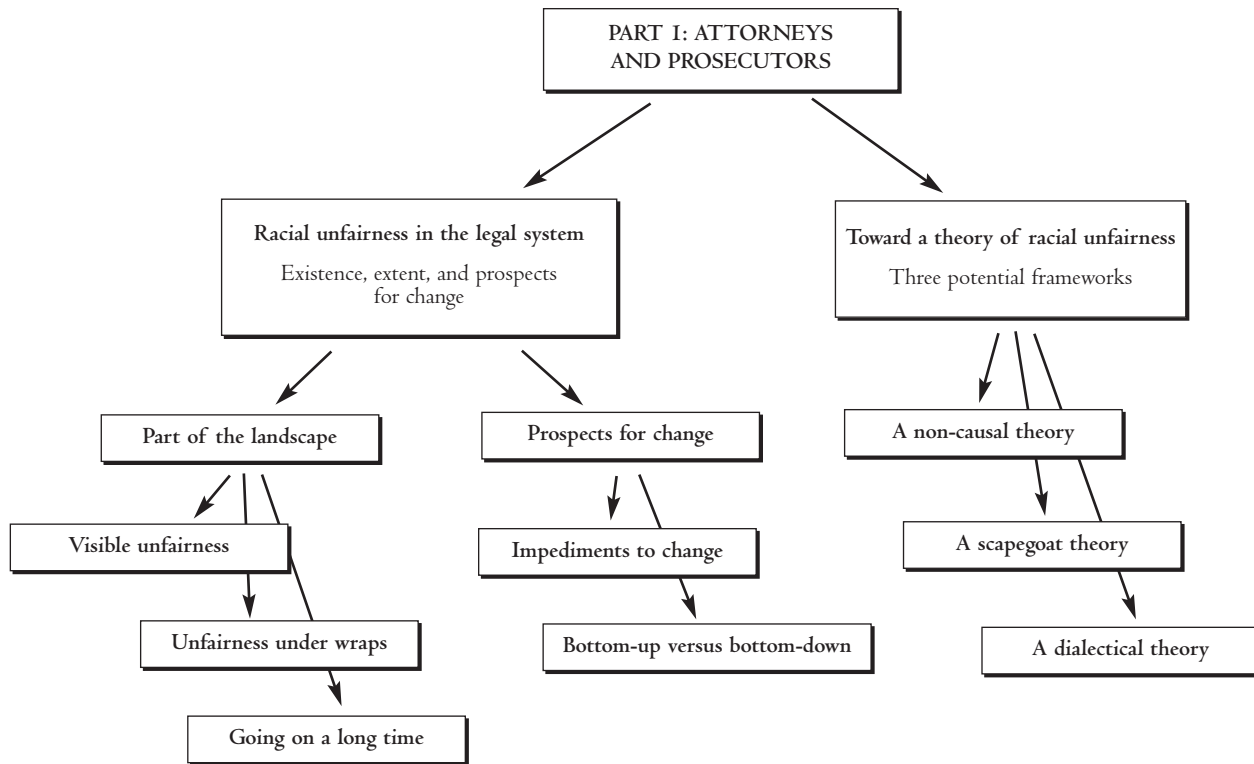 PART I: ATTORNEYS
AND PROSECUTORS
Racial unfairness in the legal system
Existence, extent, and prospects
for change
Toward a theory of racial unfairness
Three potential frameworks
Part of the landscape
Prospects for change
A non-causal theory
Visible unfairness
Impediments to change
A scapegoat theory
Unfairness under wraps
Bottom-up versus bottom-down
A dialectical theory
Going on a long time